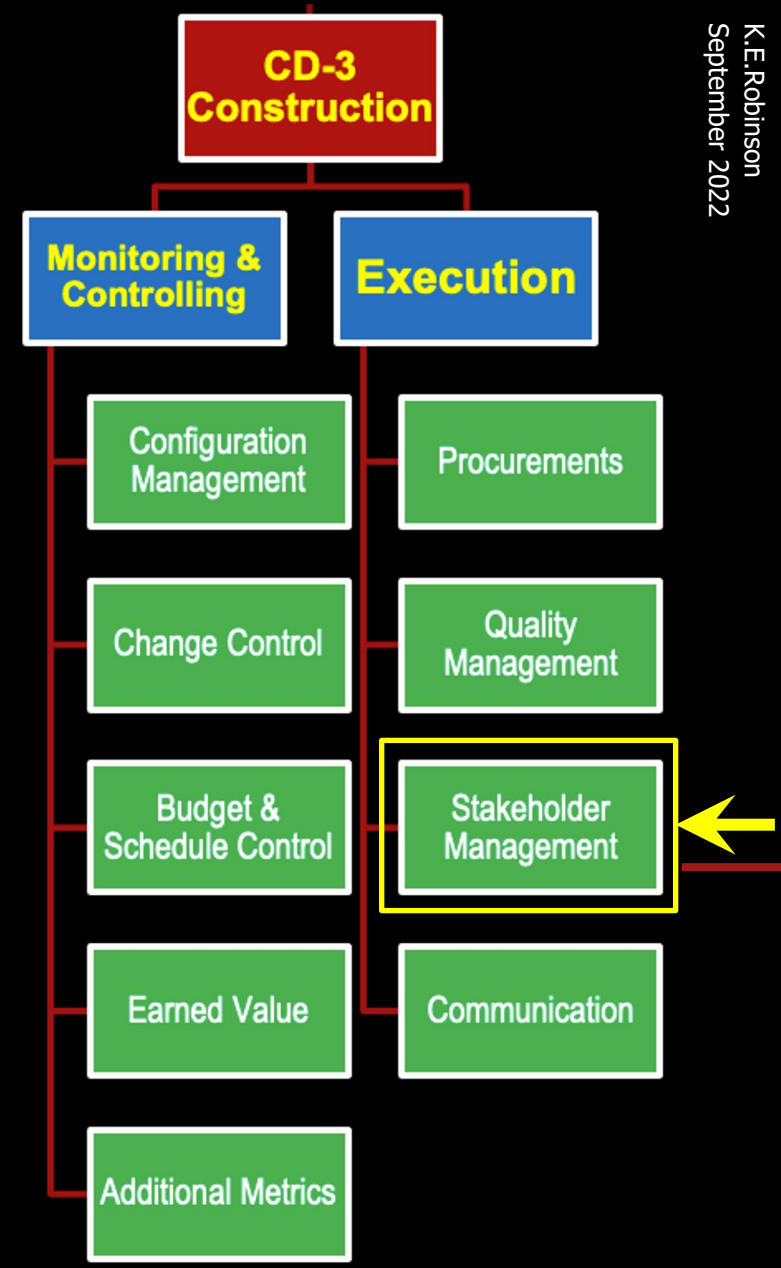 CD-3
Construction
K.E.Robinson
September 2022
Monitoring &
Controlling
Execution
Configuration
Management
Procurements
Change Control
Quality
Management
Budget &
Schedule Control
Stakeholder
Management
Earned Value
Communication
Additional Metrics